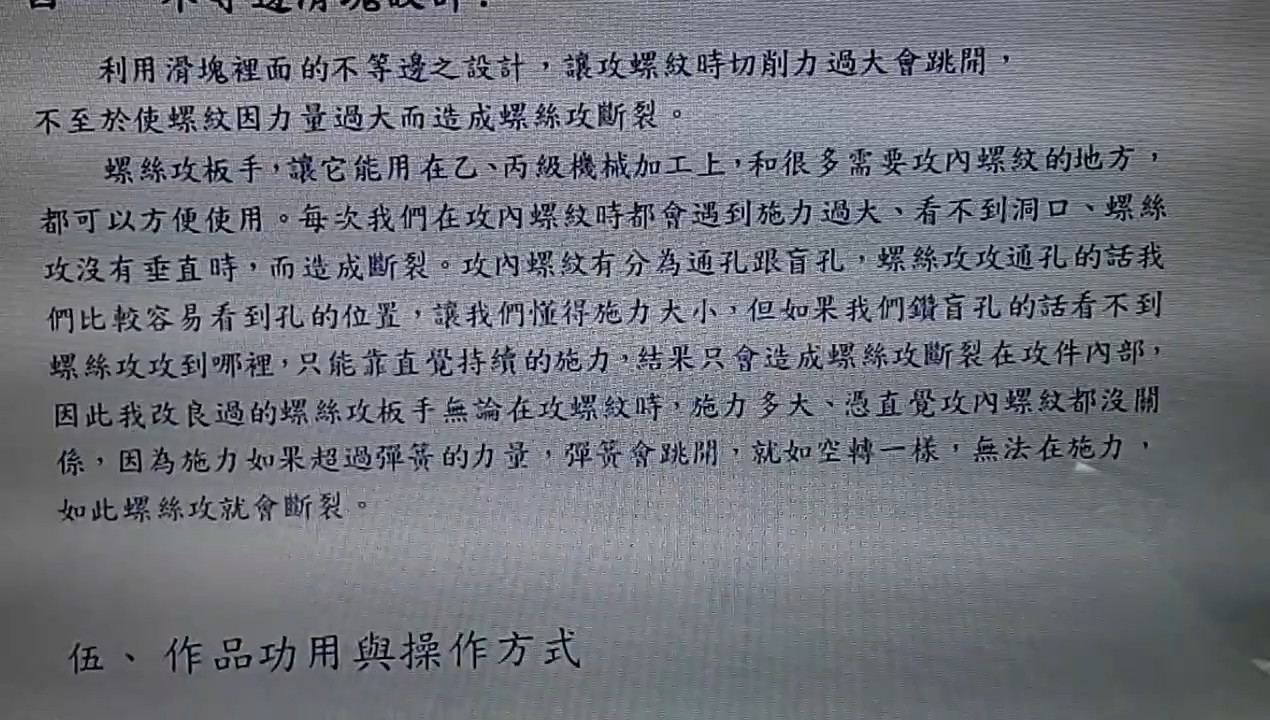 不等邊滑塊設計：
利用滑塊裡面的不等邊之設計，讓攻螺紋時切削力過大會跳開，
不至於使螺紋因力量過大而造成螺絲攻斷裂。
螺絲攻板手，讓它能用在乙、丙級機械加工上，和很多需要攻內螺紋的地方，
都可以方便使用。每次我們在攻內螺紋時都會遇到施力過大、看不到洞口、螺絲
攻沒有垂直時，而造成斷裂。攻內螺紋有分為通孔跟盲孔，螺絲攻攻通孔的話我
們比較容易看到孔的位置，讓我們懂得施力大小，但如果我們鑽盲孔的話看不到
螺絲攻攻到哪裡，只能靠直覺持續的施力，結果只會造成螺絲攻斷裂在攻件內部，
因此我改良過的螺絲攻板手無論在攻螺紋時，施力多大、憑直覺攻內螺紋都沒關
係，因為施力如果超過彈簧的力量，彈簧會跳開，就如空轉一樣，無法在施力，
如此螺絲攻就會斷裂。
伍、作品功用與操作方式